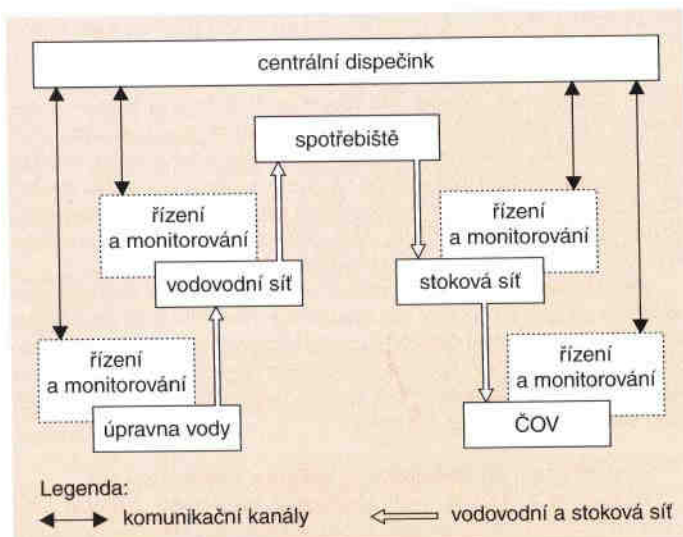 centrální dispečink
spotřebiště
řízení
a monitorování
vodovodní síť
řízení
a monitorování
stoková síť
řízení
a monitorování
úpravna vody
řízení
a monitorování
ČOV
Legenda:
komunikační kanály
vodovodní a stoková síť